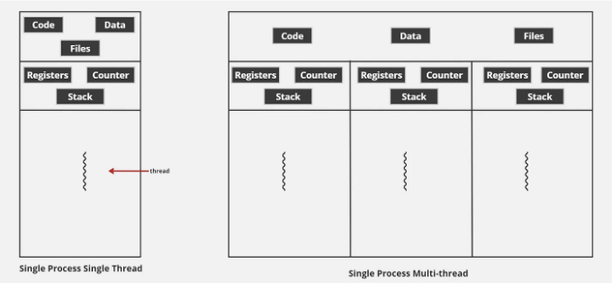 Code Data
Files
Registers Counter
Stack
thread
Single Process Single Thread
Code Data Files
Registers Counter Registers Counter Registers Counter
Stack Stack Stack
Single Process Multi-thread